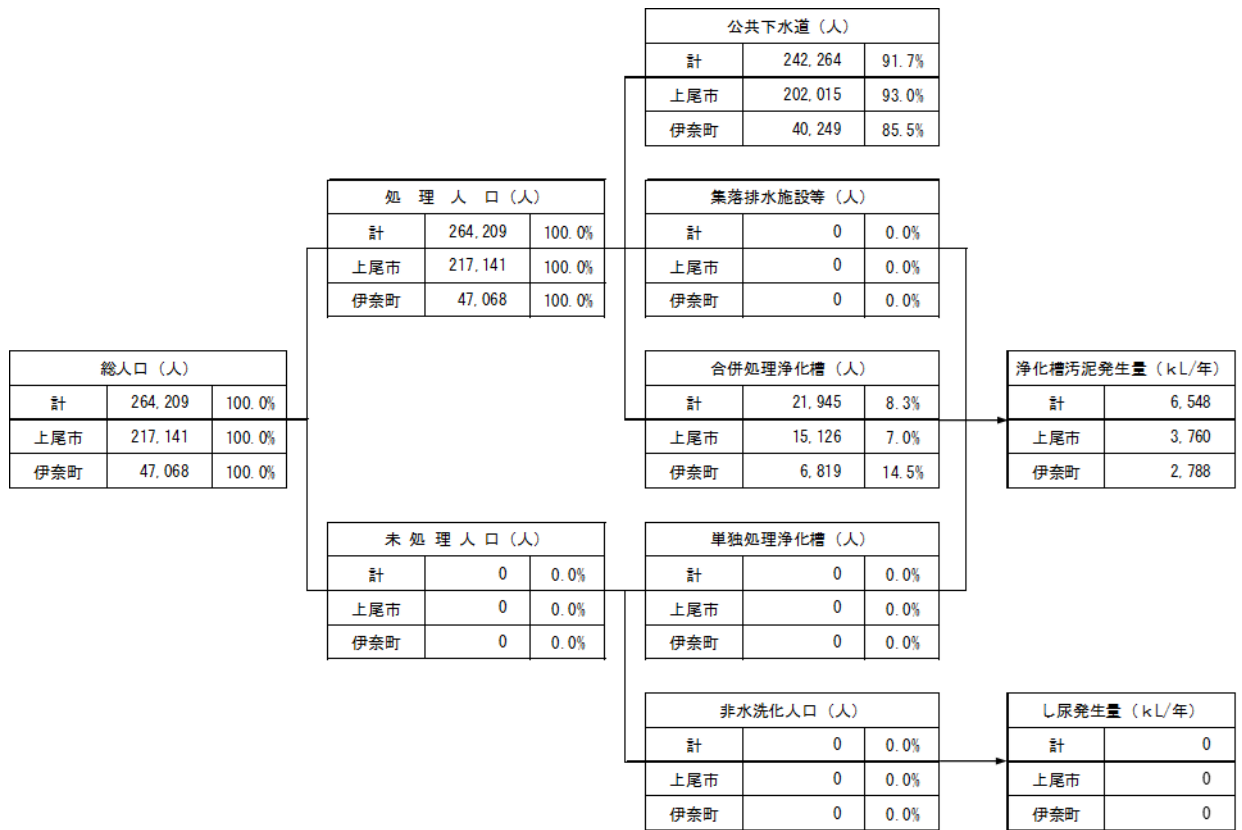 公共下水道（人）
計 242,264 91.7%
上尾市 202,015 93.0%
伊奈町 40,249 85.5%
処理人口（人）
計 264,209 100.0%
上尾市 217,141 100.0%
伊奈町 47,068 100.0%
集落排水施設等（人）
計 0 0.0%
上尾市 0 0.0%
伊奈町 0 0.0%
総人口（人）
計 264,209 100.0%
上尾市 217,141 100.0%
伊奈町 47,068 100.0%
合併処理浄化槽（人）
計 21,945 8.3%
上尾市 15,126 7.0%
伊奈町 6,819 14.5%
浄化槽汚泥発生量（kL/年）
計 6,548
上尾市 3,760
伊奈町 2,788
未処理人口（人）
計 0 0.0%
上尾市 0 0.0%
伊奈町 0 0.0%
単独処理浄化槽（人）
計 0 0.0%
上尾市 0 0.0%
伊奈町 0 0.0%
非水洗化人口（人）
計 0 0.0%
上尾市 0 0.0%
伊奈町 0 0.0%
し尿発生量（kL/年）
計 0
上尾市 0
伊奈町 0